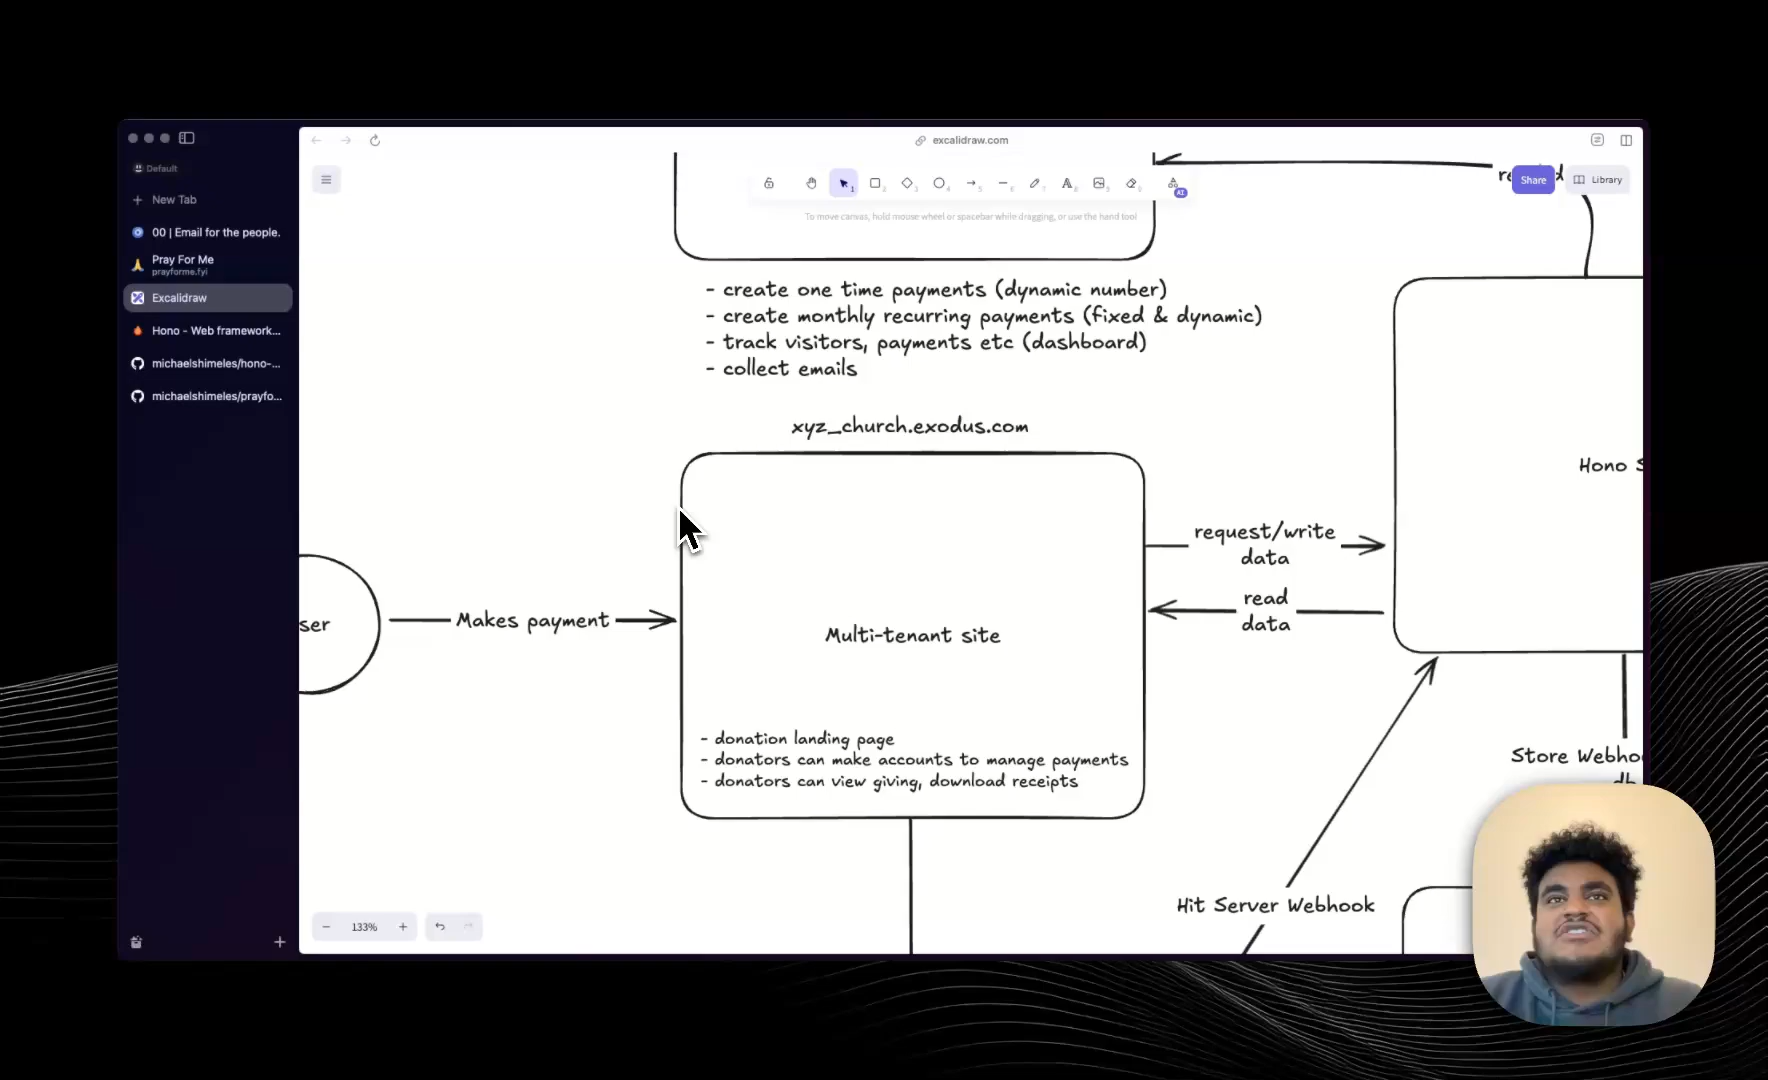 excalidraw.com
Default
New Tab
00 | Email for the people.
Pray For Me
prayforme.fyi
Excalidraw
Hono - Web framework...
michaelshimeles/hono-...
michaelshimeles/prayfo...
Share
Library
To move canvas, hold mouse wheel or spacebar while dragging, or use the hand tool
- create one time payments (dynamic number)
- create monthly recurring payments (fixed & dynamic)
- track visitors, payments etc (dashboard)
- collect emails
xyz_church.exodus.com
Hono S
request/write
data
read
data
ser
Makes payment
Multi-tenant site
- donation landing page
- donators can make accounts to manage payments
- donators can view giving, download receipts
Store Webho
db
Hit Server Webhook
133%